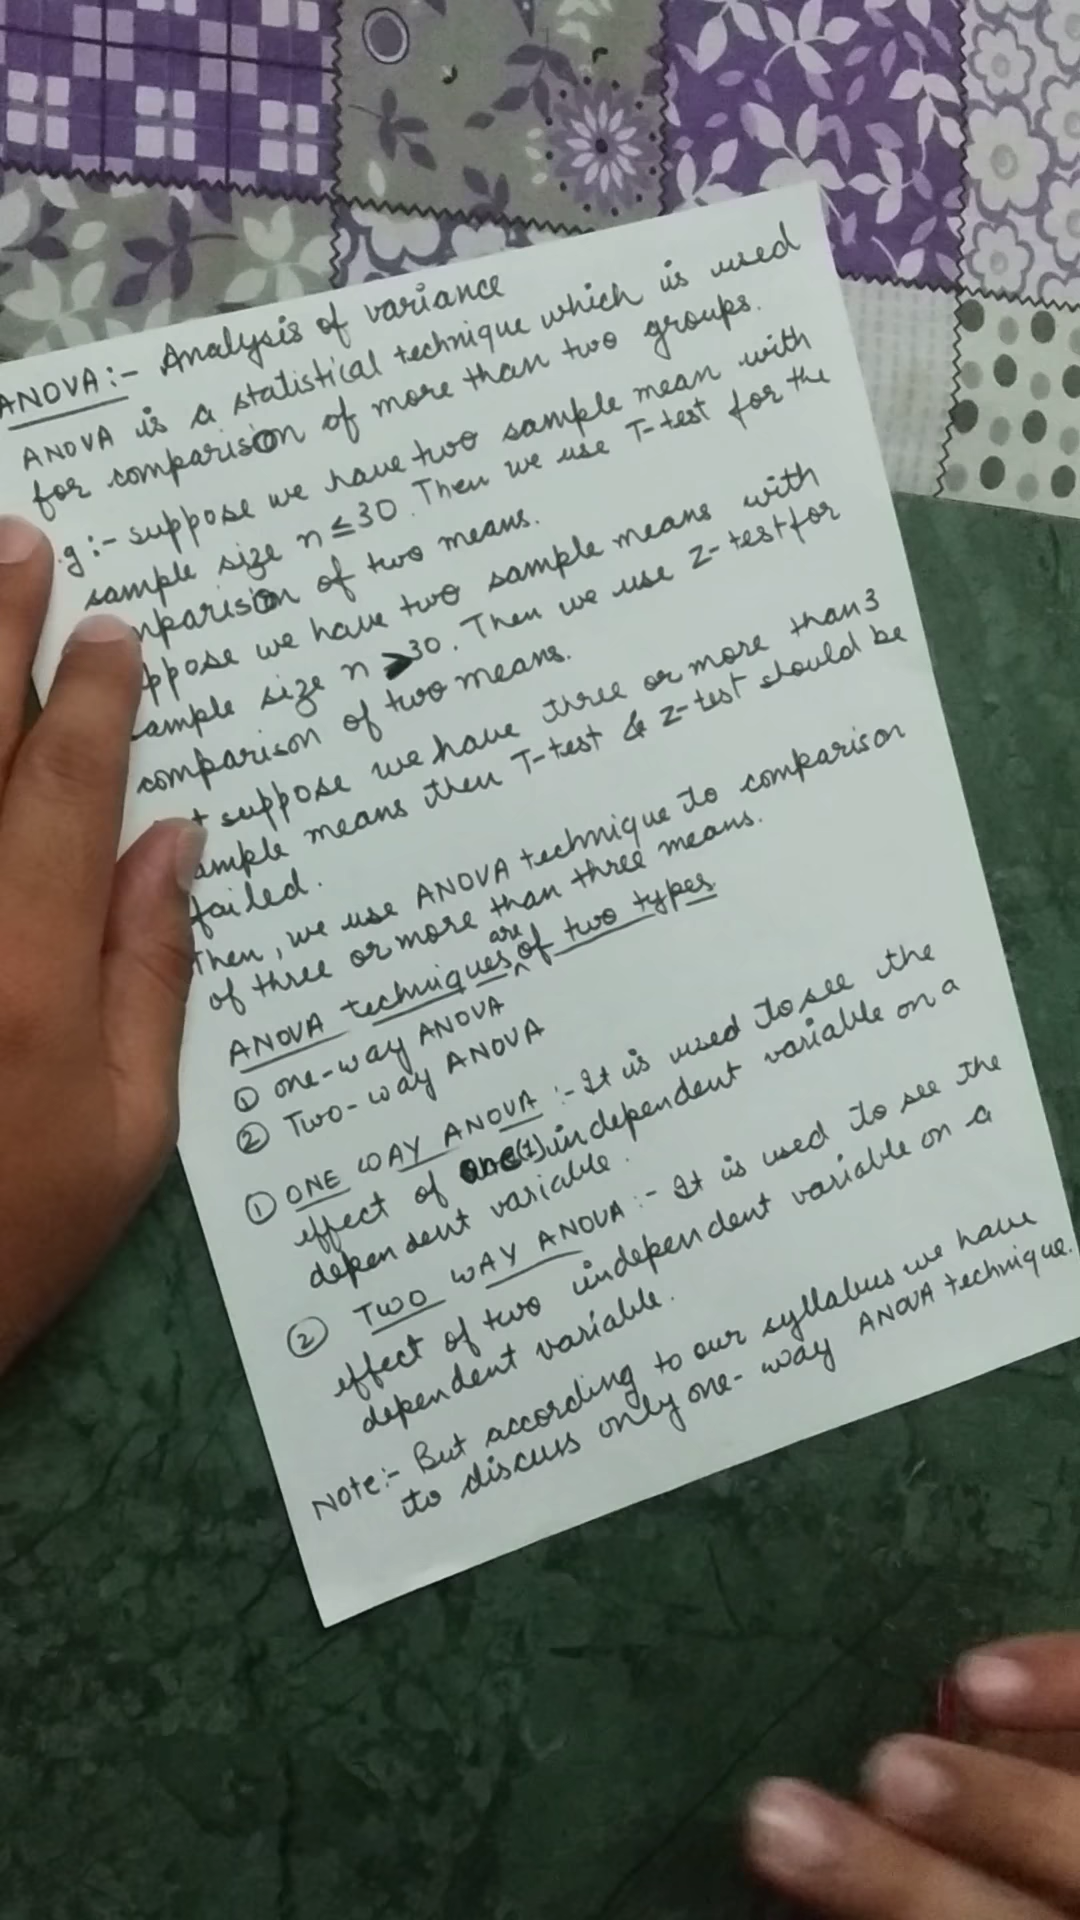 ANOVA :- Analysis of variance
ANOVA is a statistical technique which is used
for comparision of more than two groups.
.g :- suppose we have two sample mean with
sample size n ≤ 30. Then we use T-test for the
mparision of two means.
ppose we have two sample means with
ample size n > 30. Then we use Z-test for
comparison of two means.
t suppose we have three or more than 3
ample means then T-test & Z-test should be
failed.
Then, we use ANOVA technique to comparison
of three or more than three means.
ANOVA techniques are of two types
① one-way ANOVA
② Two-way ANOVA
① ONE WAY ANOVA :- It is used to see the
effect of one(1) independent variable on a
dependent variable.
② TWO WAY ANOVA :- It is used to see the
effect of two independent variable on a
dependent variable.
Note:- But according to our syllabus we have
to discuss only one-way ANOVA technique.